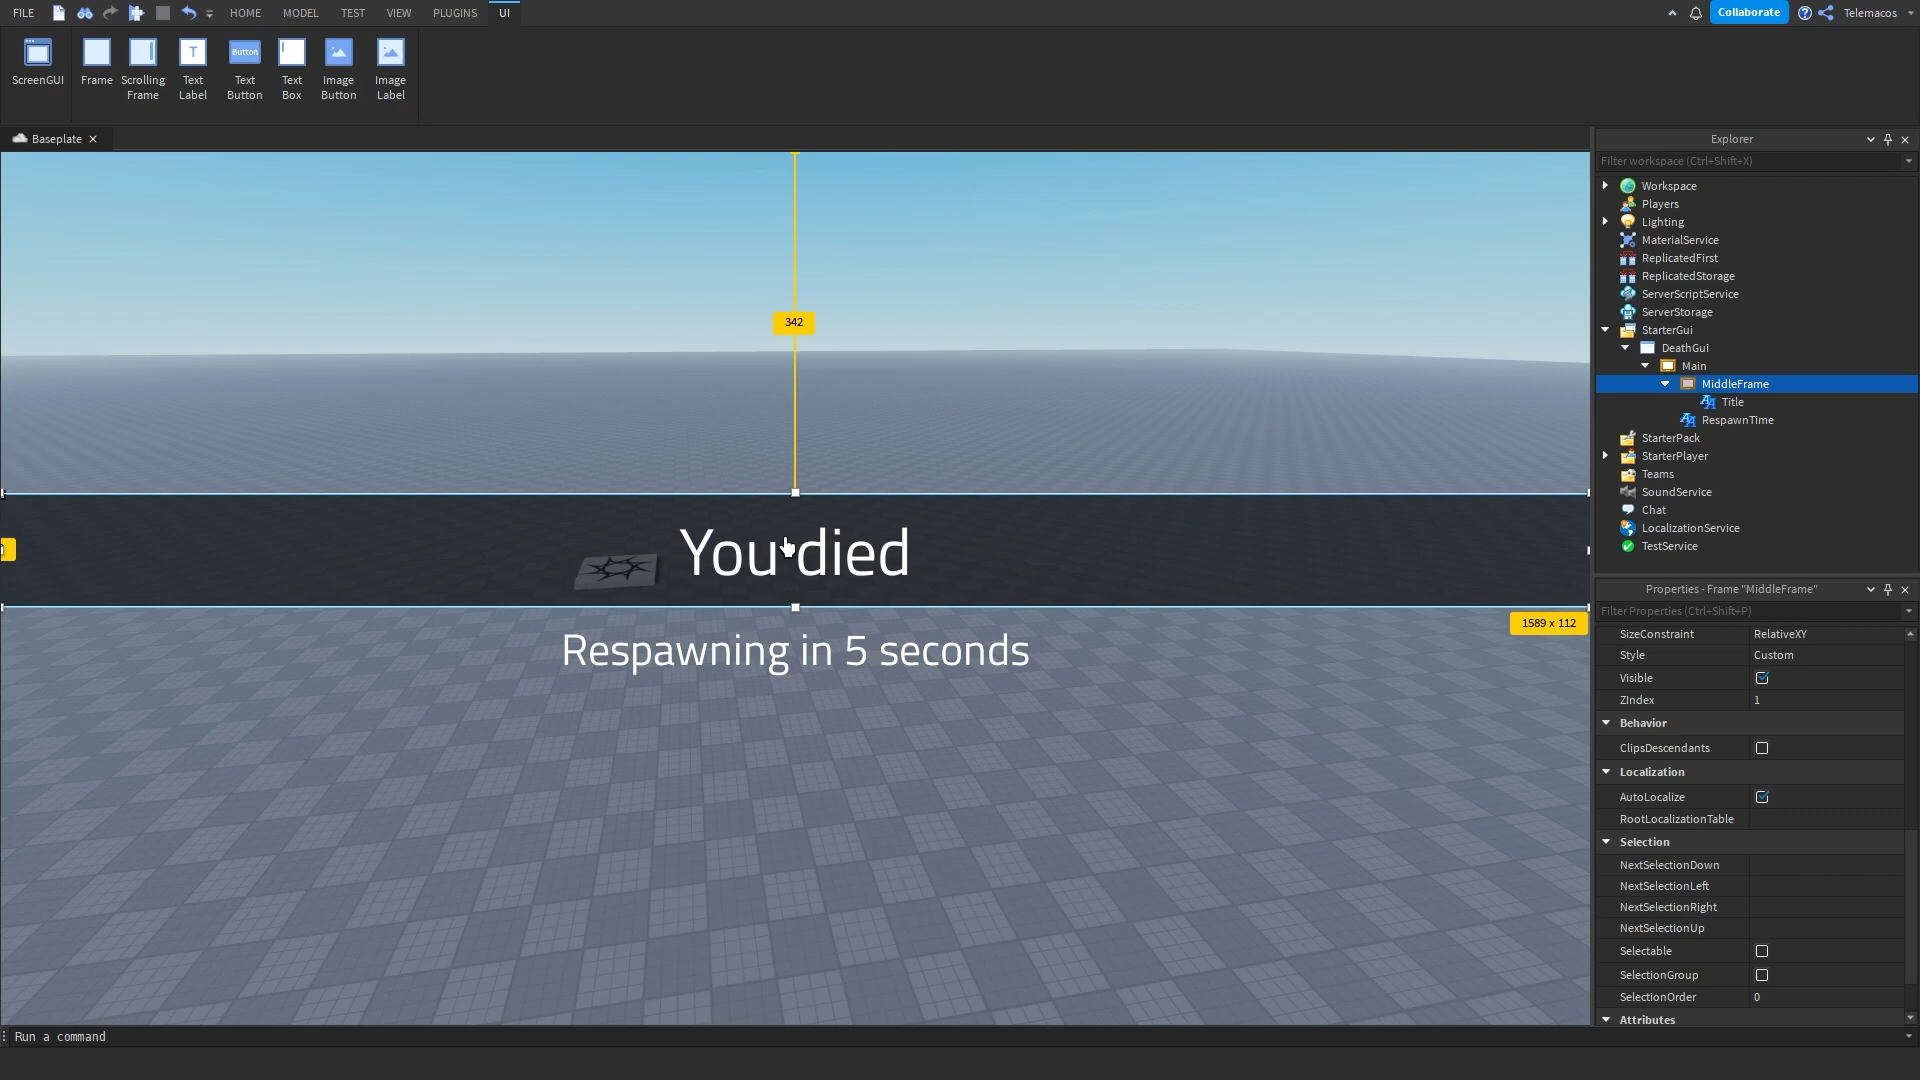 FILE HOME MODEL TEST VIEW PLUGINS UI Collaborate Telemacos
ScreenGUI Frame Scrolling Frame Text Label Text Button Text Box Image Button Image Label
Button
T
Baseplate
Explorer
Filter workspace (Ctrl+Shift+X)
Workspace
Players
Lighting
MaterialService
ReplicatedFirst
ReplicatedStorage
ServerScriptService
ServerStorage
StarterGui
DeathGui
Main
MiddleFrame
Title
RespawnTime
StarterPack
StarterPlayer
Teams
SoundService
Chat
LocalizationService
TestService
342
You died
1589 x 112
Respawning in 5 seconds
Properties - Frame "MiddleFrame"
Filter Properties (Ctrl+Shift+P)
SizeConstraint RelativeXY
Style Custom
Visible
ZIndex 1
Behavior
ClipsDescendants
Localization
AutoLocalize
RootLocalizationTable
Selection
NextSelectionDown
NextSelectionLeft
NextSelectionRight
NextSelectionUp
Selectable
SelectionGroup
SelectionOrder 0
Attributes
Run a command